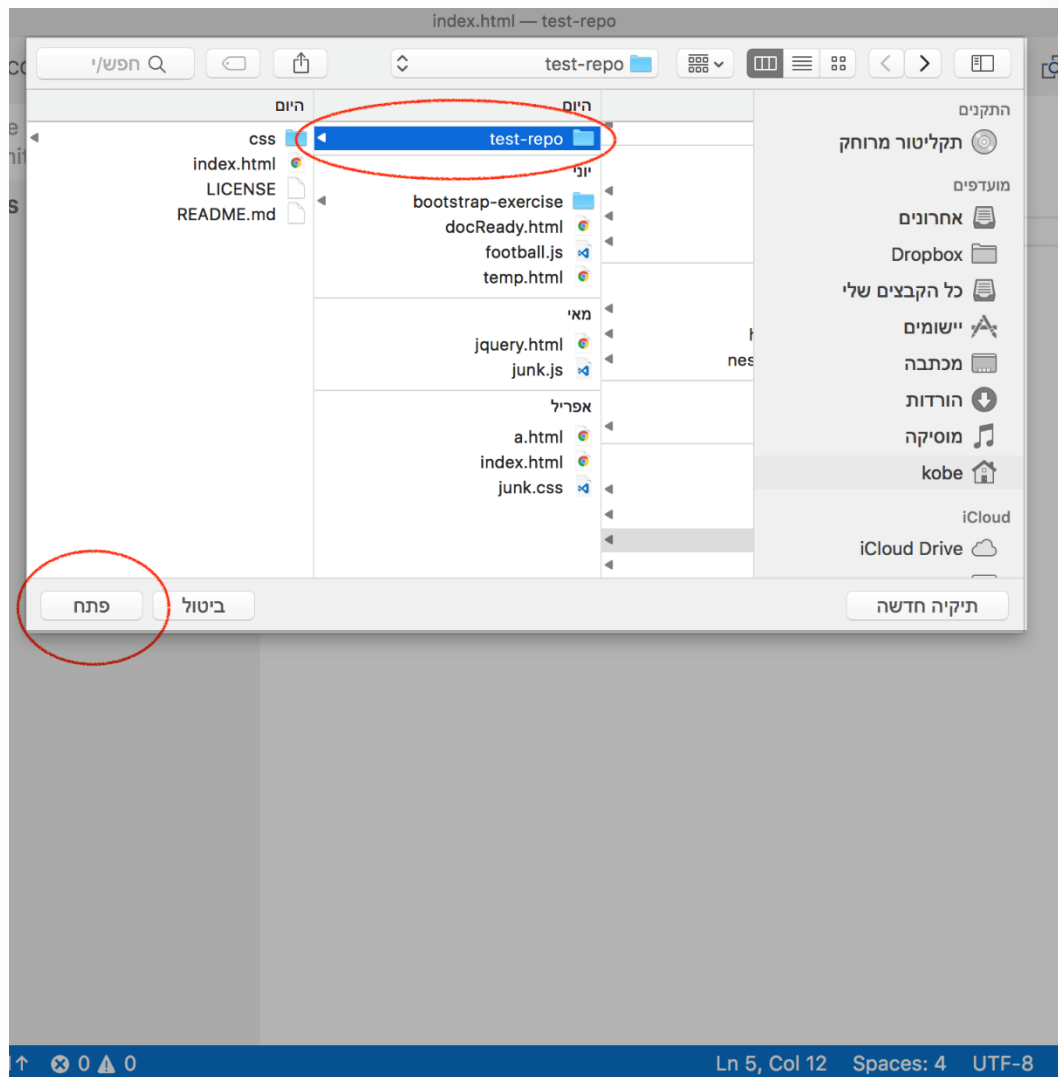 index.html — test-repo
חפש/י
test-repo
התקנים
תקליטור מרוחק
מועדפים
אחרונים
Dropbox
כל הקבצים שלי
יישומים
מכתבה
הורדות
מוסיקה
kobe
iCloud
iCloud Drive
nes
היום
test-repo
יוני
bootstrap-exercise
docReady.html
football.js
temp.html
מאי
jquery.html
junk.js
אפריל
a.html
index.html
junk.css
היום
css
index.html
LICENSE
README.md
תיקיה חדשה
ביטול
פתח
0 0
Ln 5, Col 12 Spaces: 4 UTF-8